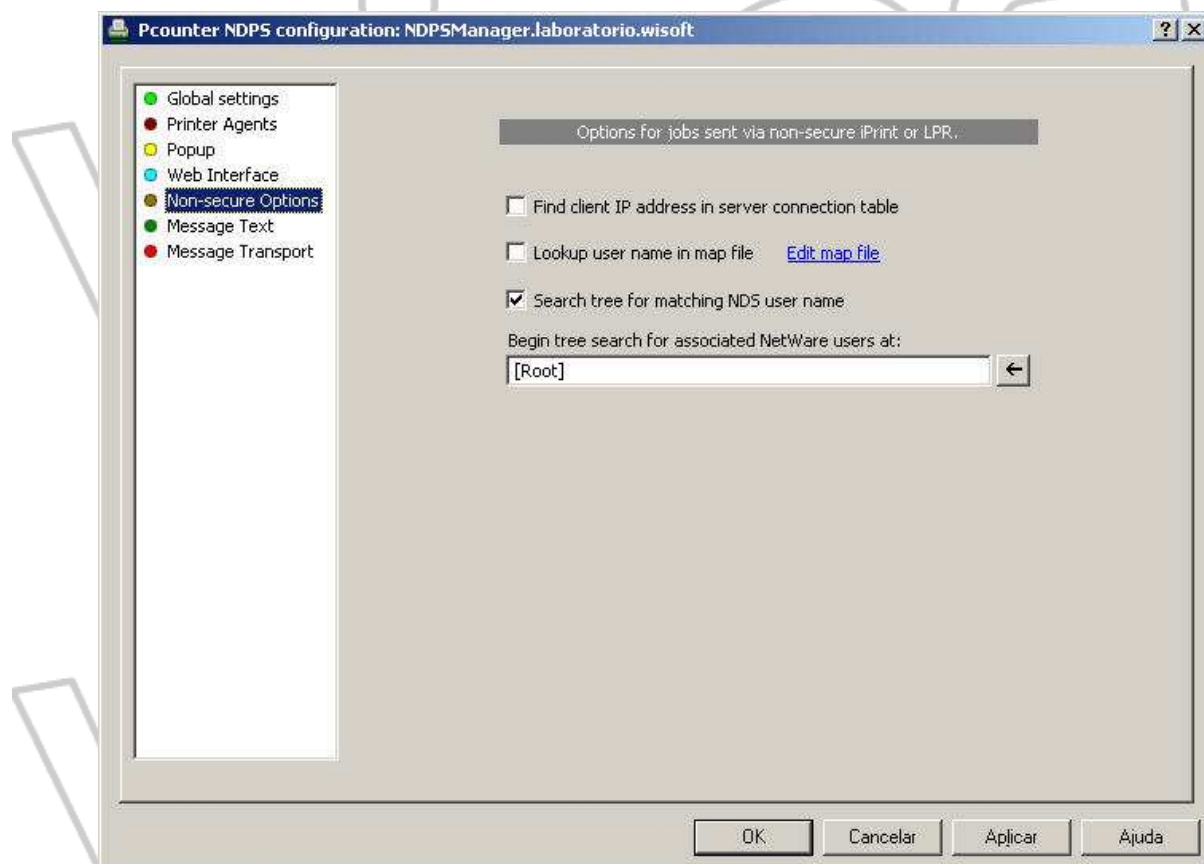 Pcounter NDPS configuration: NDPSManager.laboratorio.wisoft
Global settings
Printer Agents
Popup
Web Interface
Non-secure Options
Message Text
Message Transport
Options for jobs sent via non-secure iPrint or LPR.
Find client IP address in server connection table
Lookup user name in map file Edit map file
Search tree for matching NDS user name
Begin tree search for associated NetWare users at:
[Root]
OK Cancelar Aplicar Ajuda